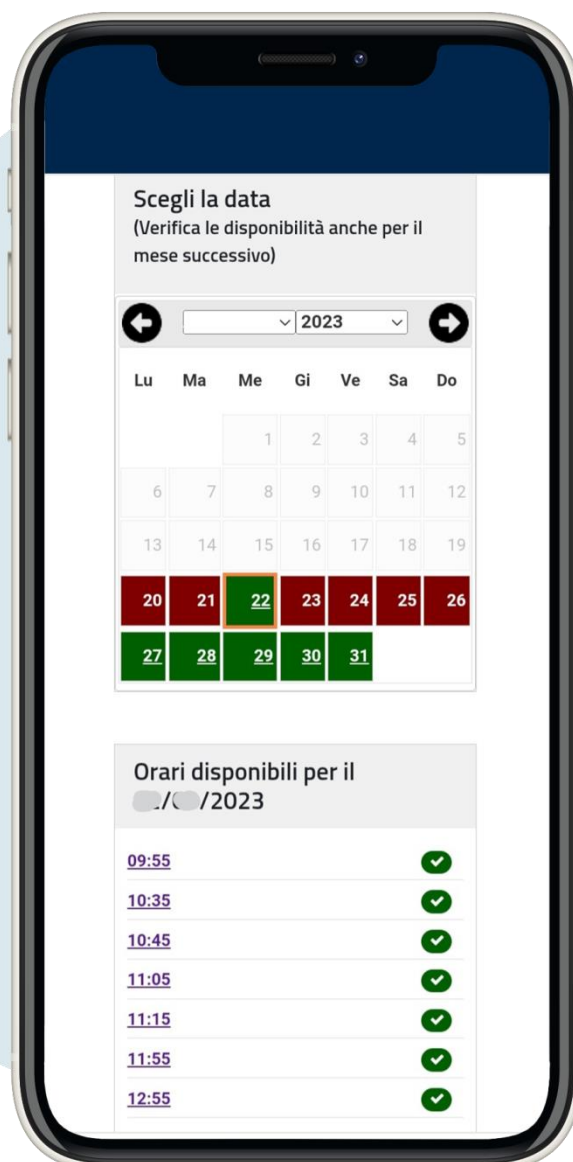 Scegli la data
(Verifica le disponibilità anche per il
mese successivo)
2023
Lu Ma Me Gi Ve Sa Do
1 2 3 4 5
6 7 8 9 10 11 12
13 14 15 16 17 18 19
20 21 22 23 24 25 26
27 28 29 30 31
Orari disponibili per il
/2023
09:55
10:35
10:45
11:05
11:15
11:55
12:55